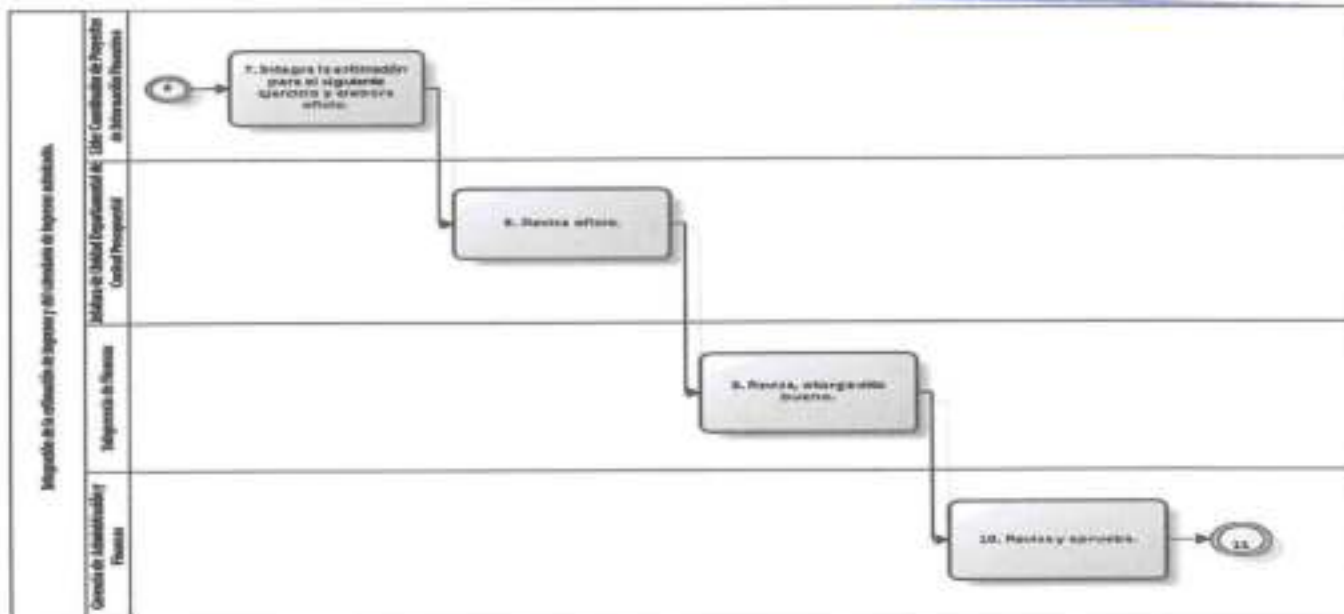 Integración de la estimación de ingresos y del calendario de ingresos estimados.
Líder Coordinador de Proyectos
de Información Financiera
Jefatura de Unidad Departamental de
Control Presupuestal
Subgerencia de Finanzas
Gerencia de Administración y
Finanzas
7. Integra la estimación
para el siguiente
ejercicio y elabora
oficio.
8. Revisa oficio.
9. Revisa, otorgando
bueno.
10. Revisa y aprueba.
11